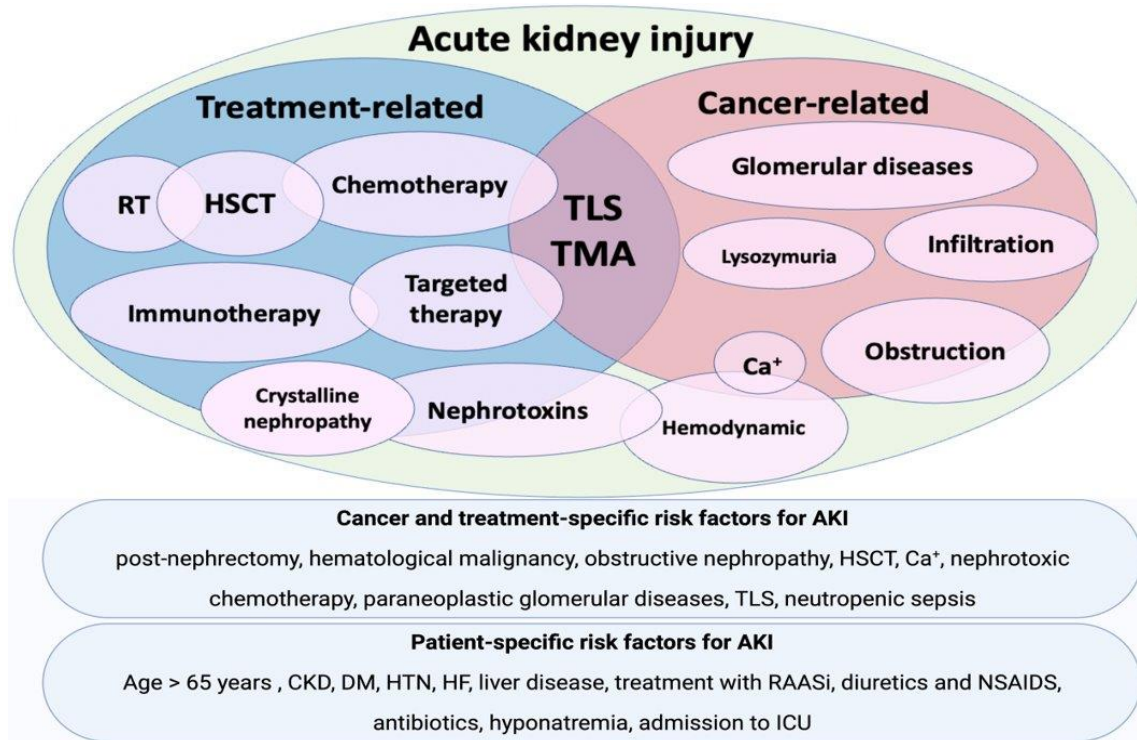 Acute kidney injury
Treatment-related
Cancer-related
RT
HSCT
Chemotherapy
Immunotherapy
Targeted
therapy
Crystalline
nephropathy
Nephrotoxins
TLS
TMA
Glomerular diseases
Lysozymuria
Infiltration
Ca⁺
Obstruction
Hemodynamic
Cancer and treatment-specific risk factors for AKI
post-nephrectomy, hematological malignancy, obstructive nephropathy, HSCT, Ca⁺, nephrotoxic
chemotherapy, paraneoplastic glomerular diseases, TLS, neutropenic sepsis
Patient-specific risk factors for AKI
Age > 65 years , CKD, DM, HTN, HF, liver disease, treatment with RAASi, diuretics and NSAIDS,
antibiotics, hyponatremia, admission to ICU